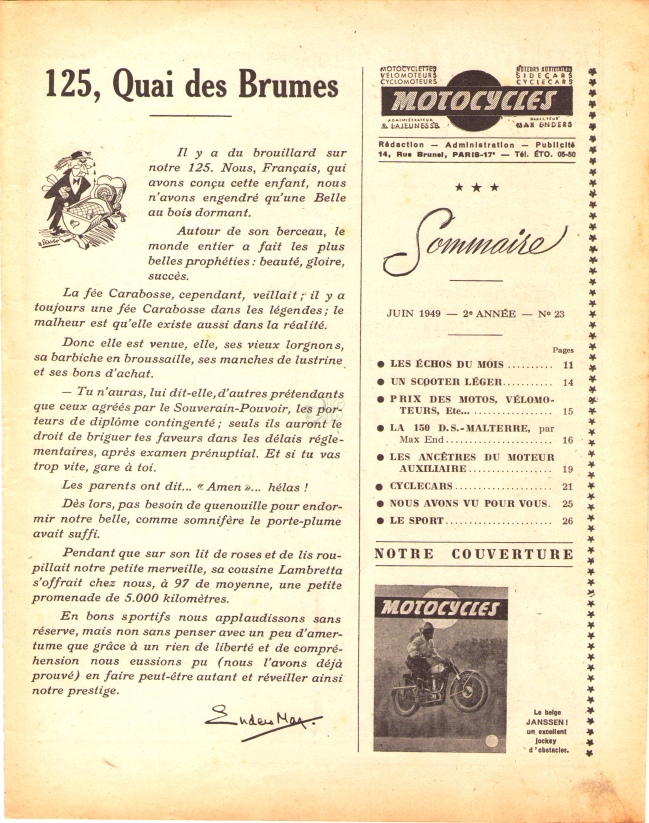 125, Quai des Brumes
Il y a du brouillard sur
notre 125. Nous, Français, qui
avons conçu cette enfant, nous
n'avons engendré qu'une Belle
au bois dormant.
Autour de son berceau, le
monde entier a fait les plus
belles prophéties : beauté, gloire,
succès.
La fée Carabosse, cependant, veillait ; il y a
toujours une fée Carabosse dans les légendes ; le
malheur est qu'elle existe aussi dans la réalité.
Donc elle est venue, elle, ses vieux lorgnons,
sa barbiche en broussaille, ses manches de lustrine
et ses bons d'achat.
— Tu n'auras, lui dit-elle, d'autres prétendants
que ceux agréés par le Souverain-Pouvoir, les por-
teurs de diplôme contingenté ; seuls ils auront le
droit de briguer tes faveurs dans les délais régle-
mentaires, après examen prénuptial. Et si tu vas
trop vite, gare à toi.
Les parents ont dit... « Amen »... hélas !
Dès lors, pas besoin de quenouille pour endor-
mir notre belle, comme somnifère le porte-plume
avait suffi.
Pendant que sur son lit de roses et de lis rou-
pillait notre petite merveille, sa cousine Lambretta
s'offrait chez nous, à 97 de moyenne, une petite
promenade de 5.000 kilomètres.
En bons sportifs nous applaudissons sans
réserve, mais non sans penser avec un peu d'amer-
tume que grâce à un rien de liberté et de compré-
hension nous eussions pu (nous l'avons déjà
prouvé) en faire peut-être autant et réveiller ainsi
notre prestige.
Enders Max.
MOTOCYCLETTES
VÉLOMOTEURS
CYCLOMOTEURS
MOTEURS AUXILIAIRES
SIDECARS
CYCLECARS
MOTOCYCLES
ADMINISTRATEUR
S. LAJEUNESSE
DIRECTEUR
MAX ENDERS
Rédaction — Administration — Publicité
14, Rue Brunel, PARIS-17e — Tél. ÉTO. 05-50
Sommaire
JUIN 1949 — 2e ANNÉE — No 23
Pages
● LES ÉCHOS DU MOIS .......... 11
● UN SCOOTER LÉGER........... 14
● PRIX DES MOTOS, VÉLOMO-
TEURS, Etc... ................ 15
● LA 150 D.S.-MALTERRE, par
Max End..................... 16
● LES ANCÊTRES DU MOTEUR
AUXILIAIRE................. 19
● CYCLECARS................... 21
● NOUS AVONS VU POUR VOUS. 25
● LE SPORT..................... 26
NOTRE COUVERTURE
MOTOCYCLES
Le belge
JANSSEN !
un excellent
jockey
d'obstacles.